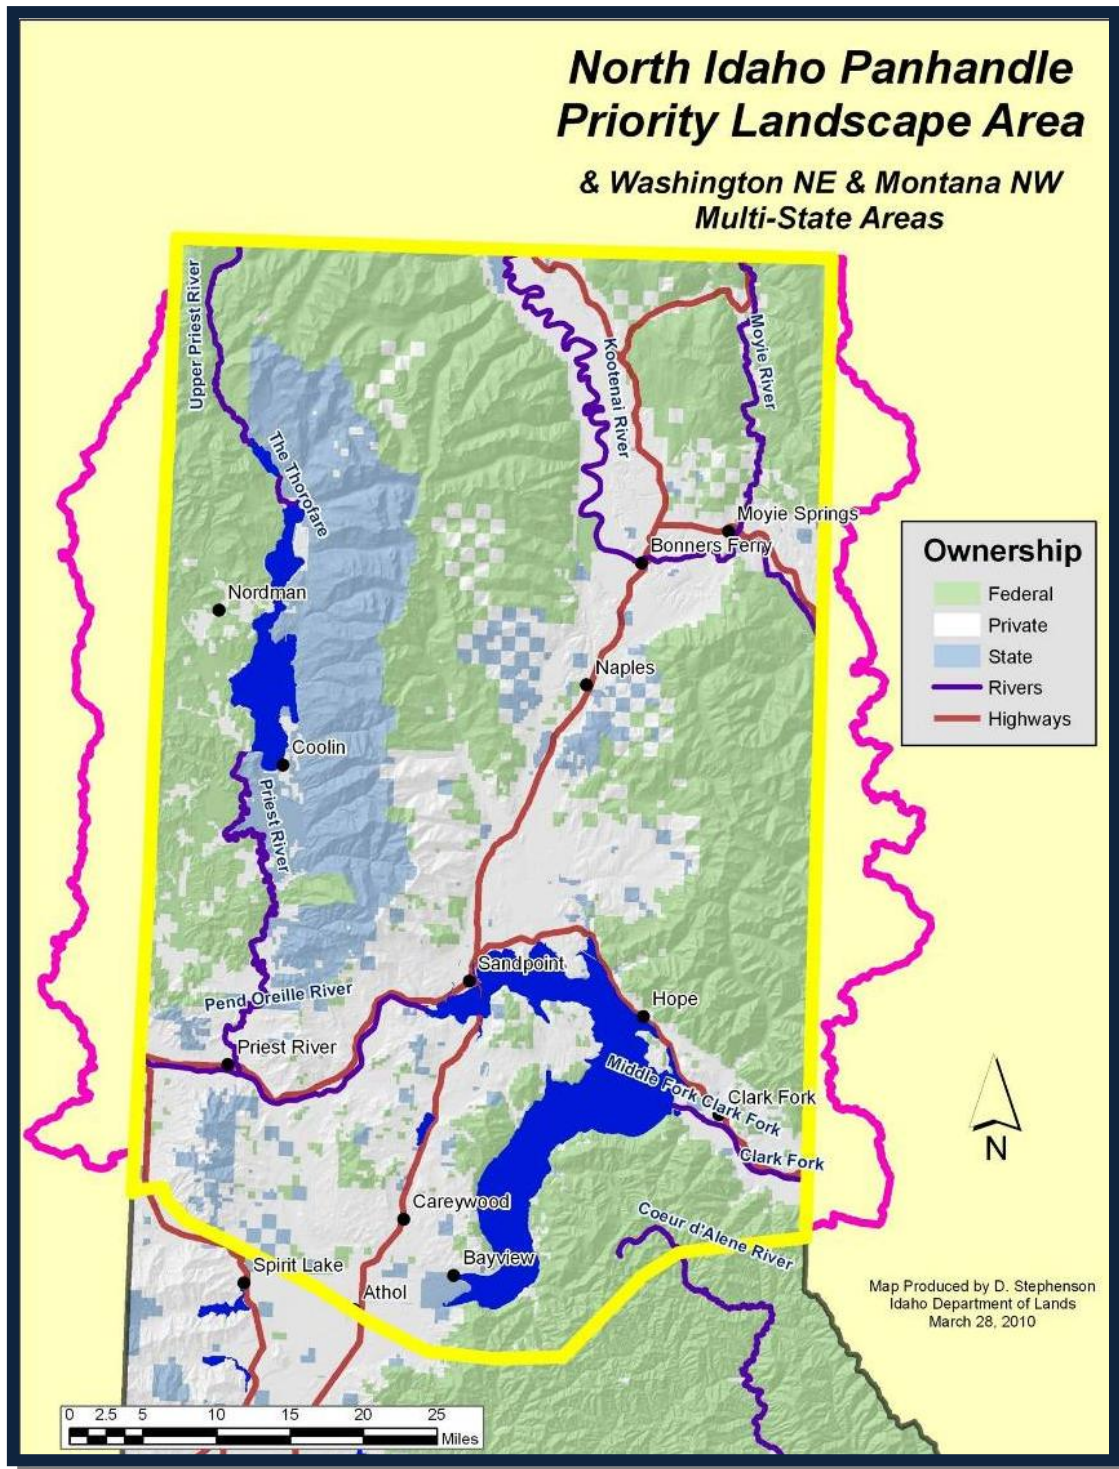 North Idaho Panhandle
Priority Landscape Area
& Washington NE & Montana NW
Multi-State Areas
Upper Priest River
Kootenai River
Moyie River
The Thorofare
Moyie Springs
Bonners Ferry
Nordman
Naples
Coolin
Priest River
Ownership
Federal
Private
State
Rivers
Highways
Sandpoint
Pend Oreille River
Hope
Priest River
Middle Fork Clark Fork
Clark Fork
Clark Fork
N
Careywood
Coeur d'Alene River
Bayview
Spirit Lake
Athol
Map Produced by D. Stephenson
Idaho Department of Lands
March 28, 2010
0 2.5 5 10 15 20 25
Miles